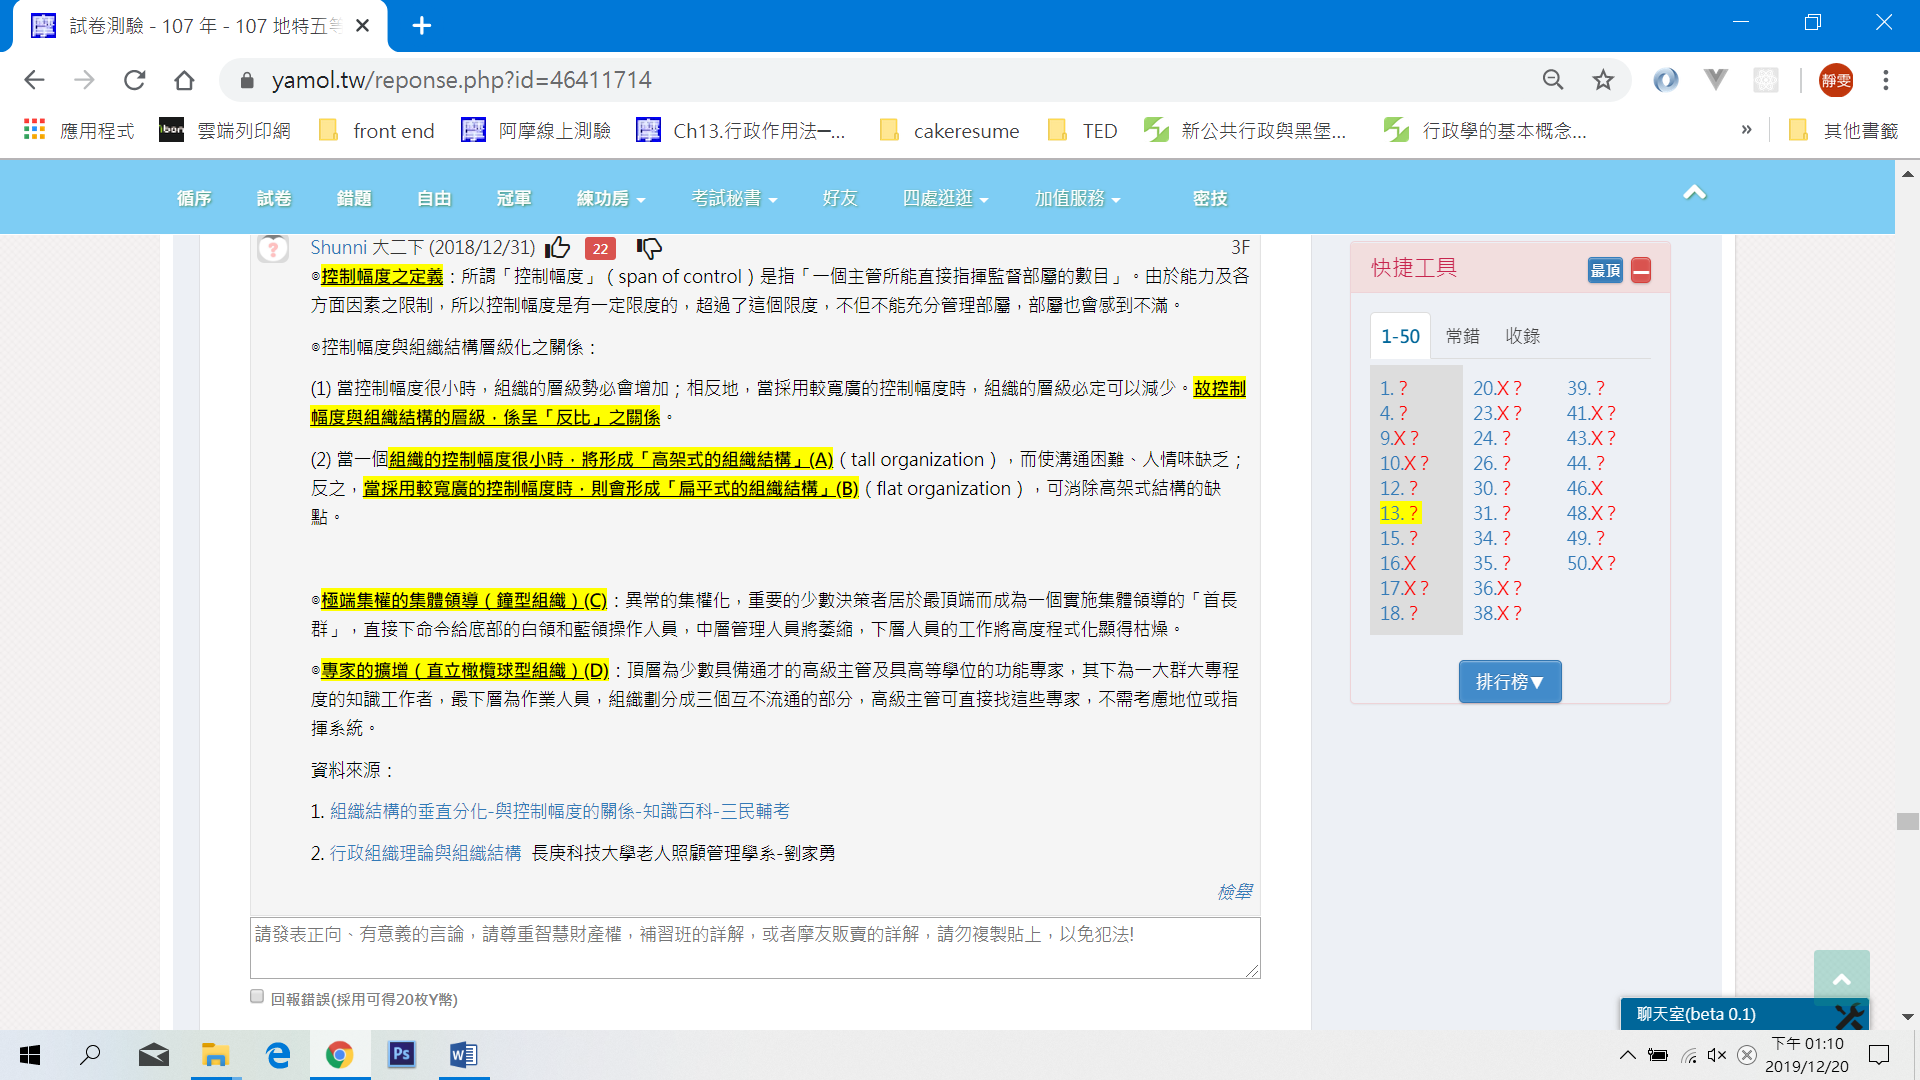 試卷測驗 - 107 年 - 107 地特五等
yamol.tw/reponse.php?id=46411714
靜雯
應用程式
ibon
雲端列印網
front end
阿摩線上測驗
Ch13.行政作用法─...
cakeresume
TED
新公共行政與黑堡...
行政學的基本概念...
»
其他書籤
循序
試卷
錯題
自由
冠軍
練功房
考試秘書
好友
四處逛逛
加值服務
密技
Shunni 大二下 (2018/12/31) 22 3F
⊙控制幅度之定義：所謂「控制幅度」（span of control）是指「一個主管所能直接指揮監督部屬的數目」。由於能力及各
方面因素之限制，所以控制幅度是有一定限度的，超過了這個限度，不但不能充分管理部屬，部屬也會感到不滿。
⊙控制幅度與組織結構層級化之關係：
(1) 當控制幅度很小時，組織的層級勢必會增加；相反地，當採用較寬廣的控制幅度時，組織的層級必定可以減少。故控制
幅度與組織結構的層級，係呈「反比」之關係。
(2) 當一個組織的控制幅度很小時，將形成「高架式的組織結構」(A)（tall organization），而使溝通困難、人情味缺乏；
反之，當採用較寬廣的控制幅度時，則會形成「扁平式的組織結構」(B)（flat organization），可消除高架式結構的缺
點。
⊙極端集權的集體領導（鐘型組織）(C)：異常的集權化，重要的少數決策者居於最頂端而成為一個實施集體領導的「首長
群」，直接下命令給底部的白領和藍領操作人員，中層管理人員將萎縮，下層人員的工作將高度程式化顯得枯燥。
⊙專家的擴增（直立橄欖球型組織）(D)：頂層為少數具備通才的高級主管及具高等學位的功能專家，其下為一大群大專程
度的知識工作者，最下層為作業人員，組織劃分成三個互不流通的部分，高級主管可直接找這些專家，不需考慮地位或指
揮系統。
資料來源：
1. 組織結構的垂直分化-與控制幅度的關係-知識百科-三民輔考
2. 行政組織理論與組織結構 長庚科技大學老人照顧管理學系-劉家勇
檢舉
請發表正向、有意義的言論，請尊重智慧財產權，補習班的詳解，或者摩友販賣的詳解，請勿複製貼上，以免犯法!
回報錯誤(採用可得20枚Y幣)
快捷工具
最頂
1-50
常錯
收錄
1. ?
4. ?
9.X ?
10.X ?
12. ?
13. ?
15. ?
16.X
17.X ?
18. ?
20.X ?
23.X ?
24. ?
26. ?
30. ?
31. ?
34. ?
35. ?
36.X ?
38.X ?
39. ?
41.X ?
43.X ?
44. ?
46.X
48.X ?
49. ?
50.X ?
排行榜▼
聊天室(beta 0.1)
Ps
下午 01:10
2019/12/20